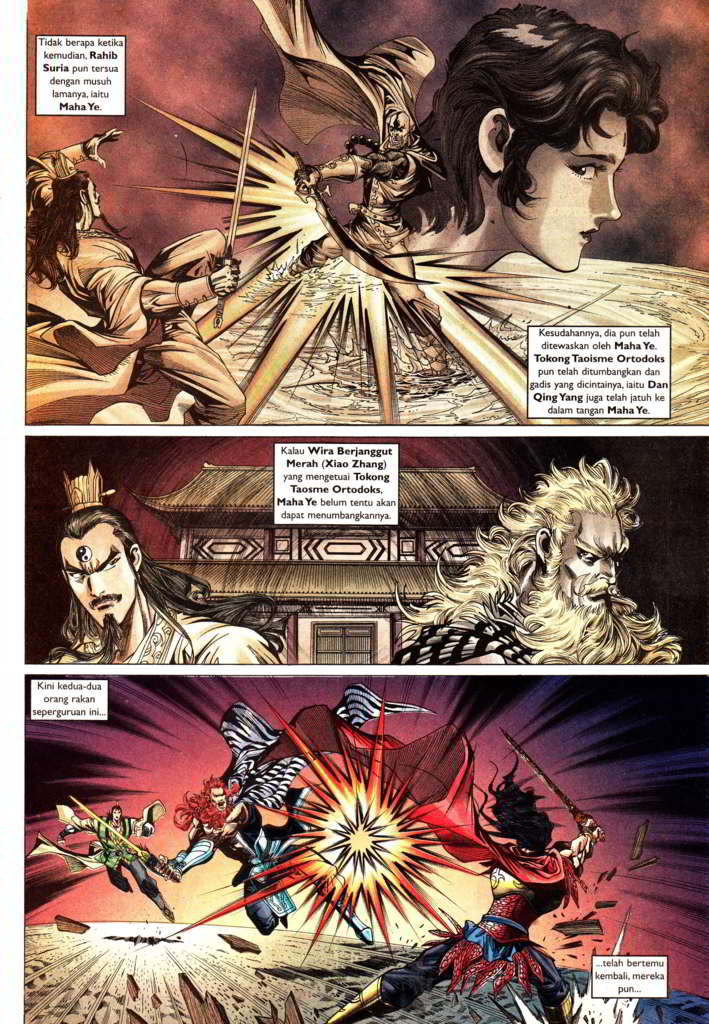 Tidak berapa ketika
kemudian, Rahib
Suria pun tersua
dengan musuh
lamanya, iaitu
Maha Ye.
Kesudahannya, dia pun telah
ditewaskan oleh Maha Ye.
Tokong Taoisme Ortodoks
pun telah ditumbangkan dan
gadis yang dicintainya, iaitu Dan
Qing Yang juga telah jatuh ke
dalam tangan Maha Ye.
Kalau Wira Berjanggut
Merah (Xiao Zhang)
yang mengetuai Tokong
Taosme Ortodoks,
Maha Ye belum tentu akan
dapat menumbangkannya.
Kini kedua-dua
orang rakan
seperguruan ini...
...telah bertemu
kembali, mereka
pun...